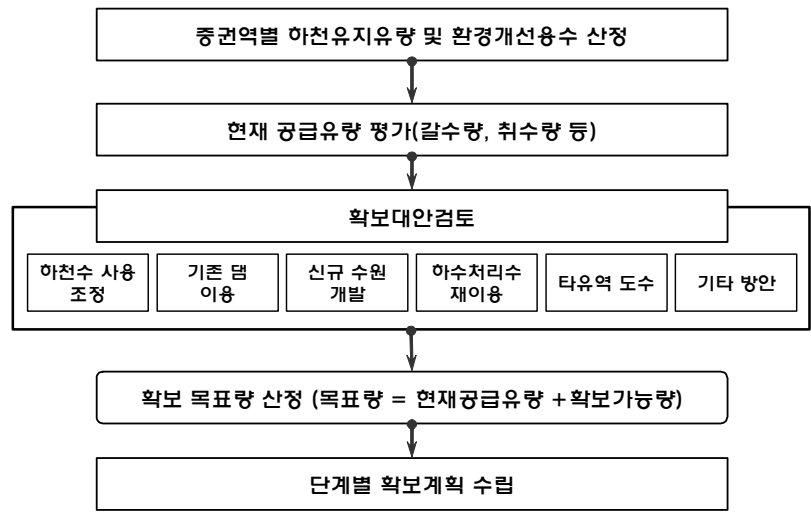 중권역별 하천유지유량 및 환경개선용수 산정
현재 공급유량 평가(갈수량, 취수량 등)
확보대안검토
하천수 사용
조정
기존 댐
이용
신규 수원
개발
하수처리수
재이용
타유역 도수
기타 방안
확보 목표량 산정 (목표량 = 현재공급유량 +확보가능량)
단계별 확보계획 수립